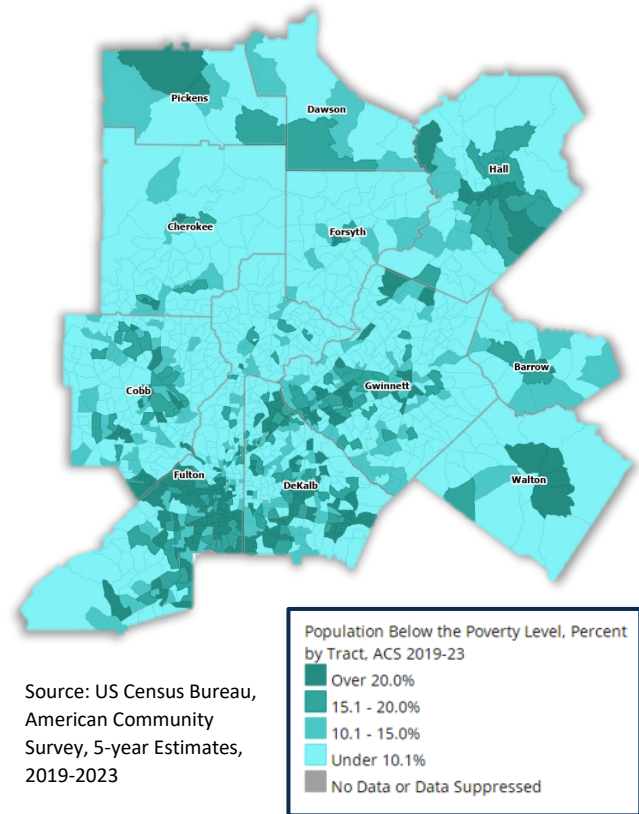 Pickens
Dawson
Hall
Cherokee
Forsyth
Barrow
Cobb
Gwinnett
Fulton
DeKalb
Walton
Source: US Census Bureau,
American Community
Survey, 5-year Estimates,
2019-2023
Population Below the Poverty Level, Percent
by Tract, ACS 2019-23
Over 20.0%
15.1 - 20.0%
10.1 - 15.0%
Under 10.1%
No Data or Data Suppressed